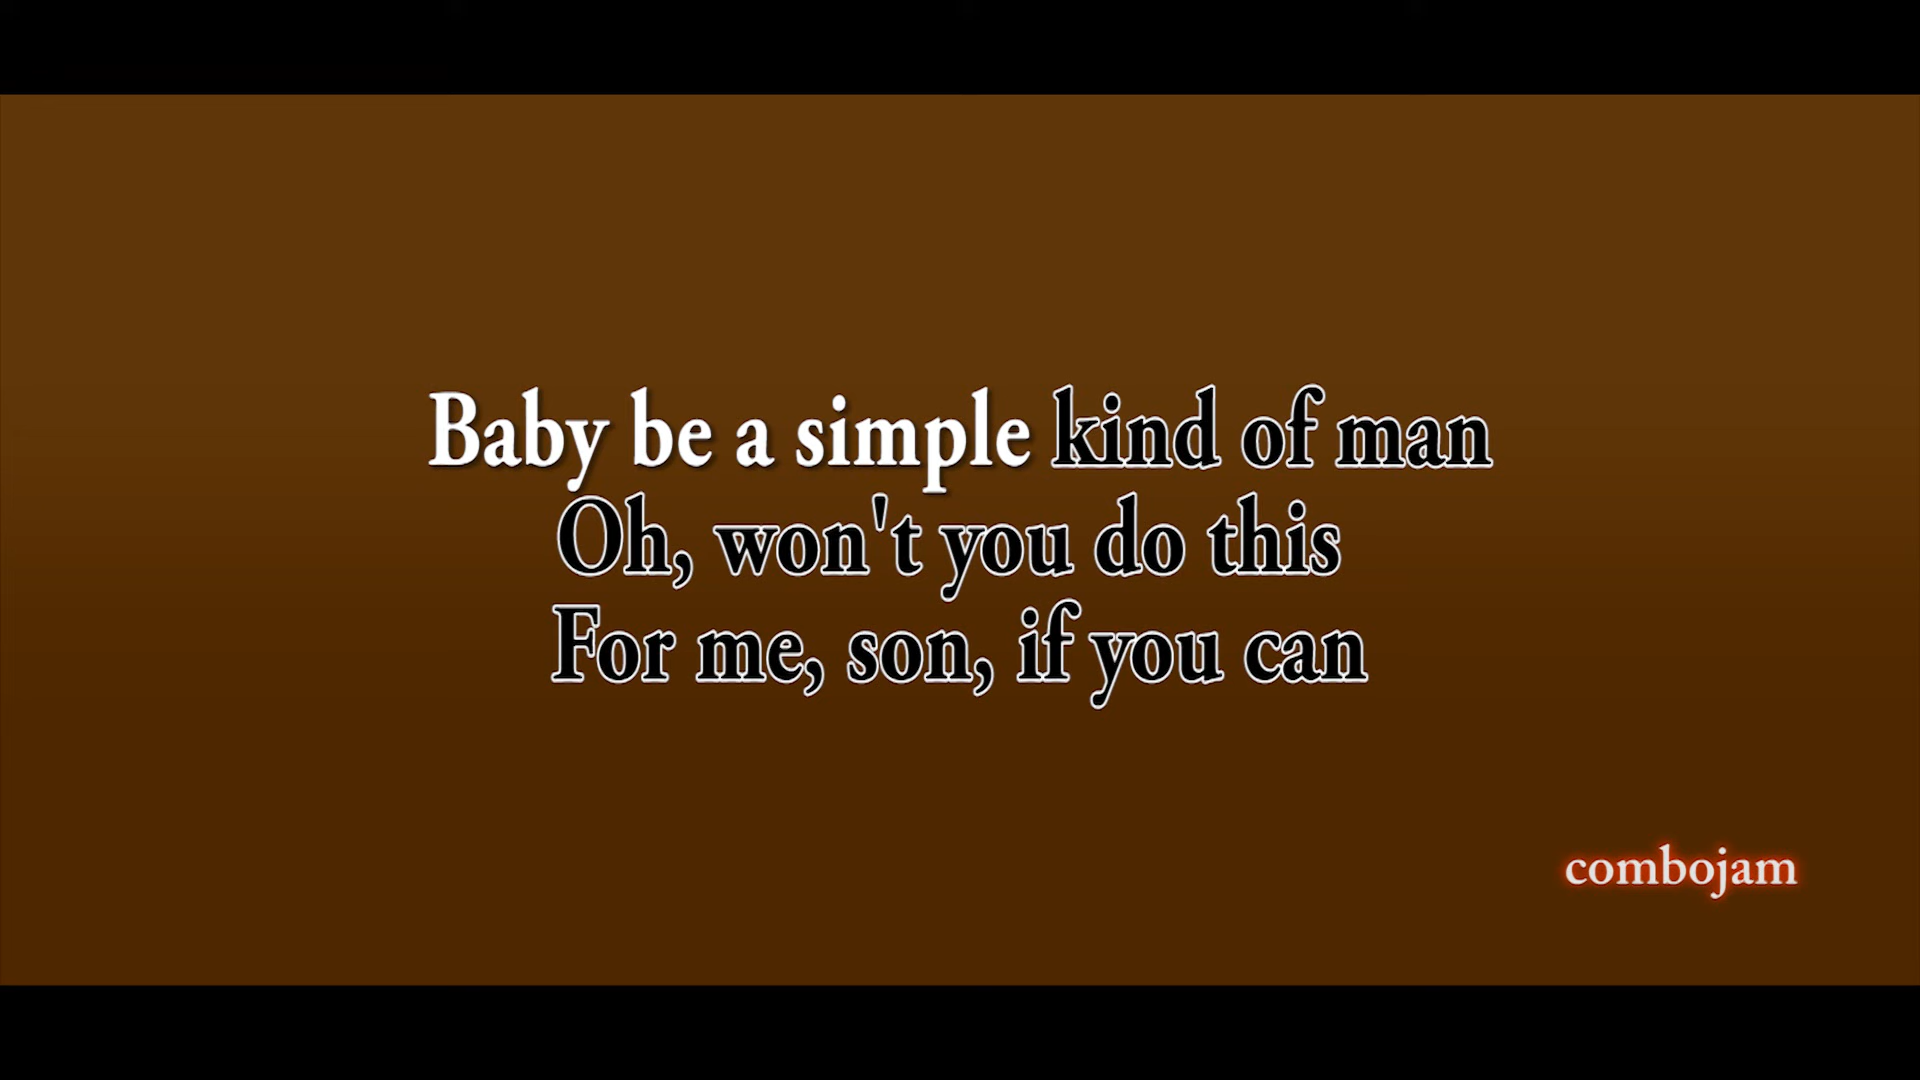 Baby be a simple kind of man
Oh, won't you do this
For me, son, if you can
combojam